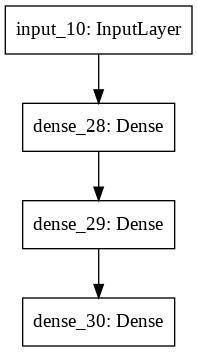 input_10: InputLayer
dense_28: Dense
dense_29: Dense
dense_30: Dense